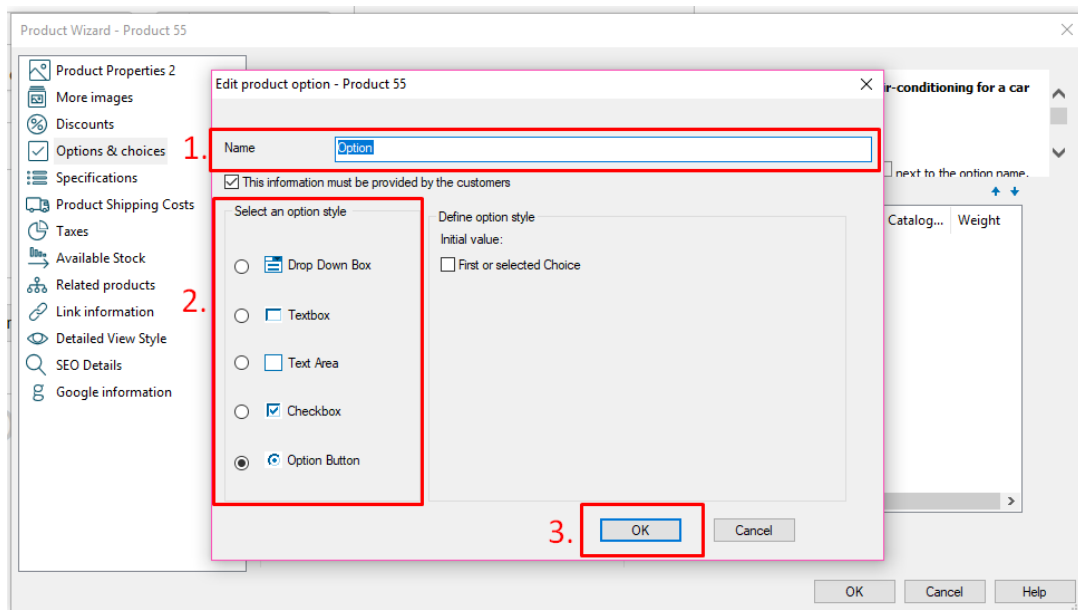 Product Wizard - Product 55
Product Properties 2
More images
Discounts
Options & choices
Specifications
Product Shipping Costs
Taxes
Available Stock
Related products
Link information
Detailed View Style
SEO Details
Google information
Edit product option - Product 55
1.
Name
Option
This information must be provided by the customers
2.
Select an option style
Drop Down Box
Textbox
Text Area
Checkbox
Option Button
Define option style
Initial value:
First or selected Choice
3.
OK
Cancel
ir-conditioning for a car
next to the option name.
Catalog...
Weight
OK
Cancel
Help